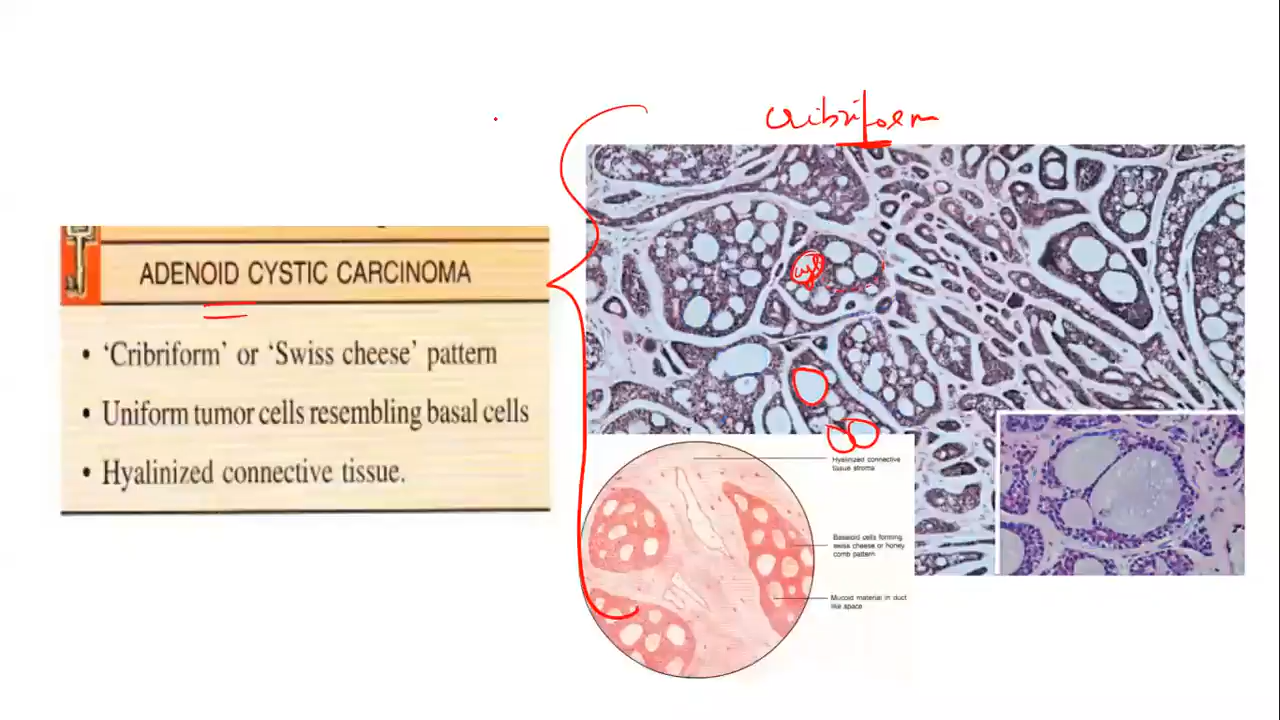 cribriform
ADENOID CYSTIC CARCINOMA
• ‘Cribriform’ or ‘Swiss cheese’ pattern
• Uniform tumor cells resembling basal cells
• Hyalinized connective tissue.
Hyalinized connective
tissue stroma
Basaloid cells forming
swiss cheese or honey
comb pattern
Mucoid material in duct
like space